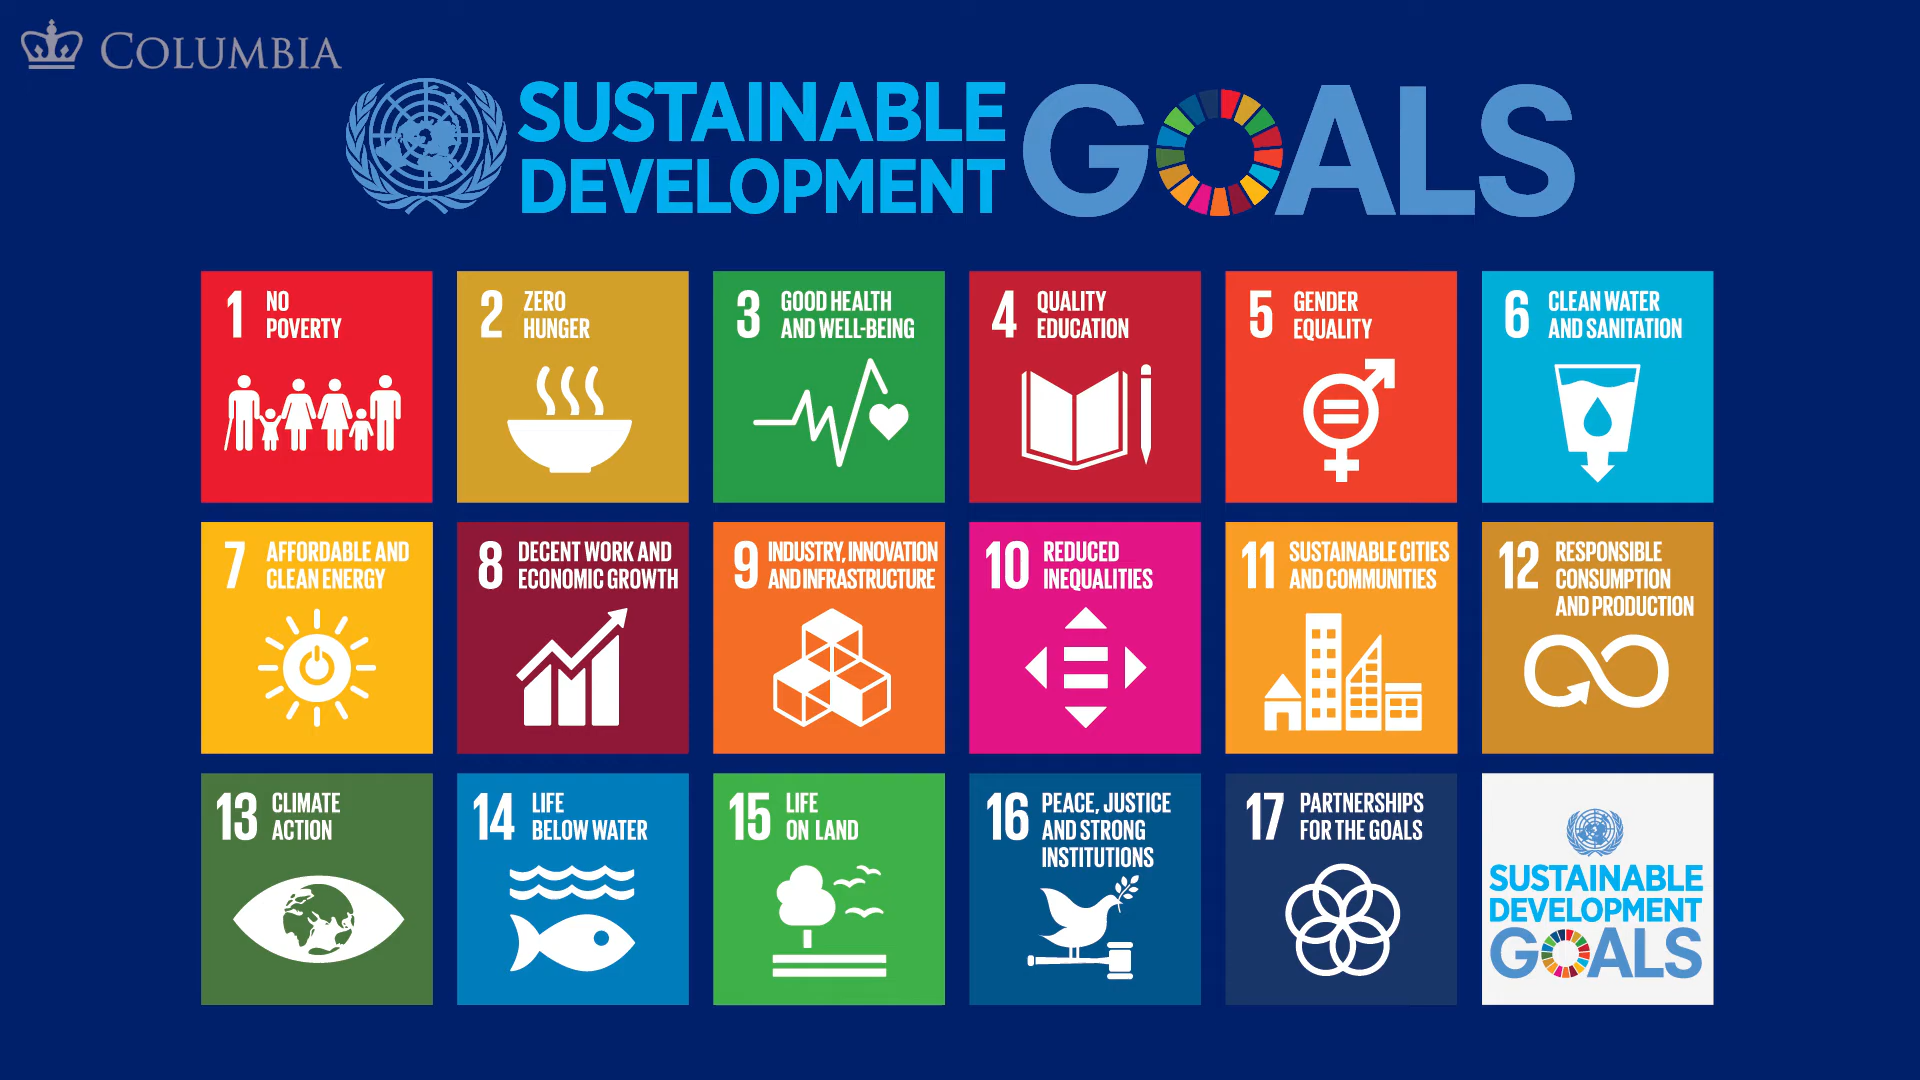 COLUMBIA
SUSTAINABLE
DEVELOPMENT
GOALS
1 NO
POVERTY
2 ZERO
HUNGER
3 GOOD HEALTH
AND WELL-BEING
4 QUALITY
EDUCATION
5 GENDER
EQUALITY
6 CLEAN WATER
AND SANITATION
7 AFFORDABLE AND
CLEAN ENERGY
8 DECENT WORK AND
ECONOMIC GROWTH
9 INDUSTRY, INNOVATION
AND INFRASTRUCTURE
10 REDUCED
INEQUALITIES
11 SUSTAINABLE CITIES
AND COMMUNITIES
12 RESPONSIBLE
CONSUMPTION
AND PRODUCTION
13 CLIMATE
ACTION
14 LIFE
BELOW WATER
15 LIFE
ON LAND
16 PEACE, JUSTICE
AND STRONG
INSTITUTIONS
17 PARTNERSHIPS
FOR THE GOALS
SUSTAINABLE
DEVELOPMENT
GOALS